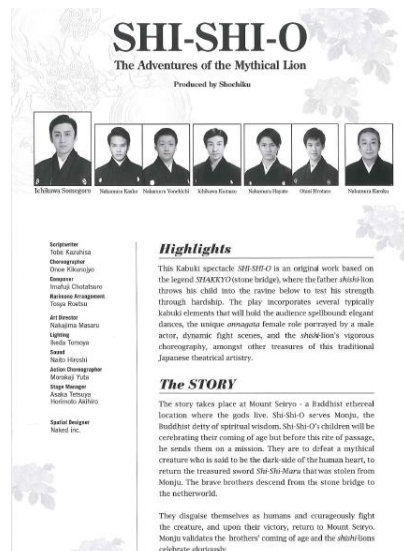 SHI-SHI-O
The Adventures of the Mythical Lion
Produced by Shochiku
Ichikawa Somegoro
Nakamura Yonekichi
Nakamura Hayato
Otani Hirotaro
Nakamura Karoku
Scriptwriter
Tobe Kazuhisa
Choreographer
Onoe Kikunojyo
Composer
Imafuji Chotatsuro
Narimono Arrangement
Tosya Roetsu
Art Director
Nakajima Masaru
Lighting
Ikeda Tomoya
Sound
Naito Hiroshi
Action Choreographer
Morokaji Yuta
Stage Manager
Asaka Tetsuya
Horimoto Akihiro
Spatial Designer
Naked inc.
Highlights
This Kabuki spectacle SHI-SHI-O is an original work based on
the legend SHAKKYO (stone bridge), where the father shishi-lion
throws his child into the ravine below to test his strength
through hardship. The play incorporates several typically
kabuki elements that will hold the audience spellbound: elegant
dances, the unique onnagata female role portrayed by a male
actor, dynamic fight scenes, and the shishi-lion's vigorous
choreography, amongst other treasures of this traditional
Japanese theatrical artistry.
The STORY
The story takes place at Mount Seiryo - a Buddhist ethereal
location where the gods live. Shi-Shi-O serves Monju, the
Buddhist deity of spiritual wisdom. Shi-Shi-O's children will be
cerebrating their coming of age but before this rite of passage,
he sends them on a mission. They are to defeat a mythical
creature who is said to be the dark-side of the human heart, to
return the treasured sword Shi-Shi-Maru that was stolen from
Monju. The brave brothers descend from the stone bridge to
the netherworld.
They disguise themselves as humans and courageously fight
the creature, and upon their victory, return to Mount Seiryo.
Monju validates the brothers' coming of age and the shishi-lions
celebrate gloriously.